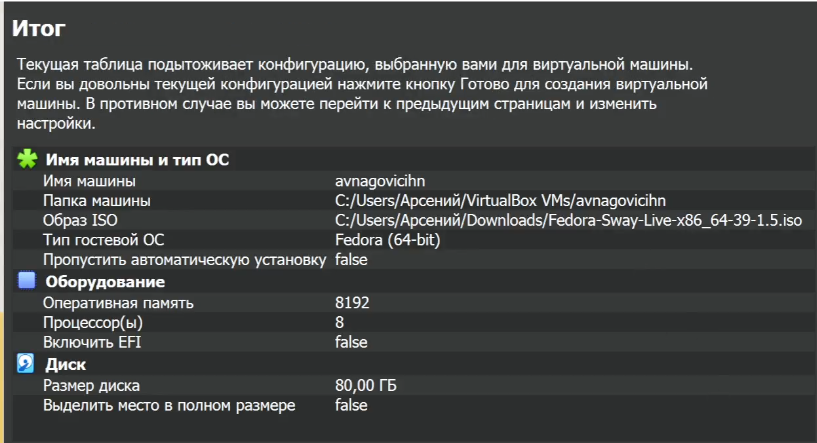 Итог
Текущая таблица подытоживает конфигурацию, выбранную вами для виртуальной машины.
Если вы довольны текущей конфигурацией нажмите кнопку Готово для создания виртуальной
машины. В противном случае вы можете перейти к предыдущим страницам и изменить
настройки.
Имя машины и тип ОС
Имя машины avnagovicihn
Папка машины C:/Users/Арсений/VirtualBox VMs/avnagovicihn
Образ ISO C:/Users/Арсений/Downloads/Fedora-Sway-Live-x86_64-39-1.5.iso
Тип гостевой ОС Fedora (64-bit)
Пропустить автоматическую установку false
Оборудование
Оперативная память 8192
Процессор(ы) 8
Включить EFI false
Диск
Размер диска 80,00 ГБ
Выделить место в полном размере false